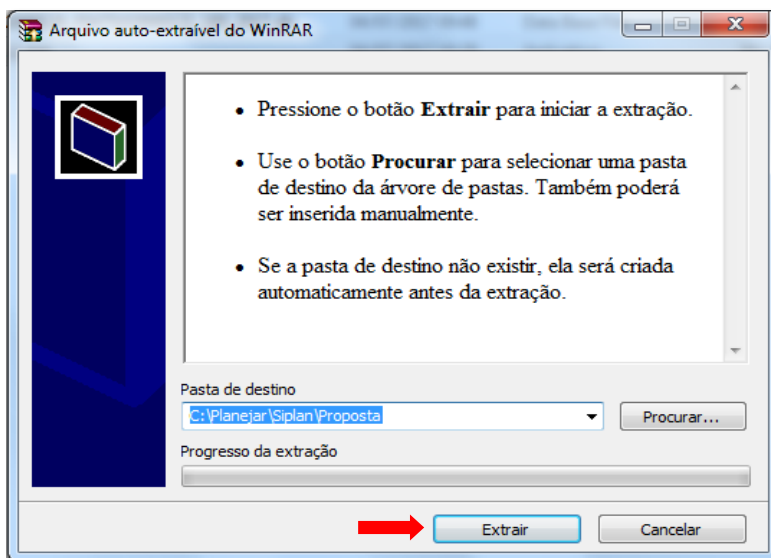 Arquivo auto-extraível do WinRAR
• Pressione o botão Extrair para iniciar a extração.
• Use o botão Procurar para selecionar uma pasta
de destino da árvore de pastas. Também poderá
ser inserida manualmente.
• Se a pasta de destino não existir, ela será criada
automaticamente antes da extração.
Pasta de destino
C:\Planejar\Siplan\Proposta
Procurar...
Progresso da extração
Extrair
Cancelar